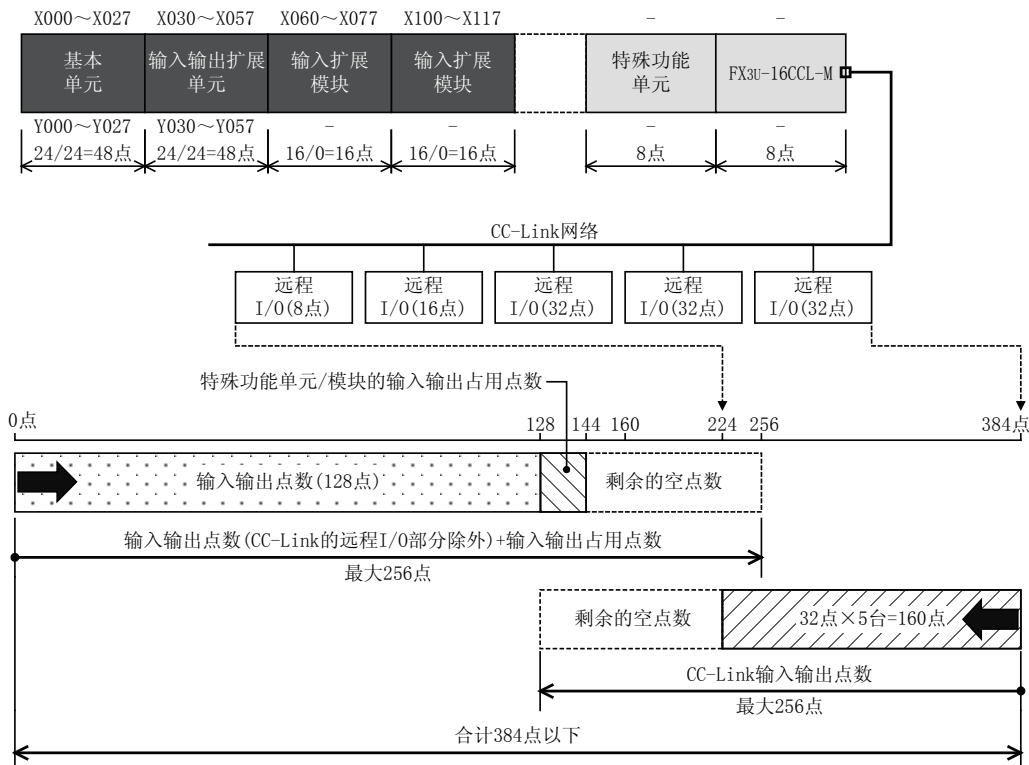 X000～X027 X030～X057 X060～X077 X100～X117 － －
基本
单元
输入输出扩展
单元
输入扩展
模块
输入扩展
模块
特殊功能
单元
FX3U-16CCL-M
Y000～Y027 Y030～Y057 － － － －
24/24=48点 24/24=48点 16/0=16点 16/0=16点 8点 8点
CC-Link网络
远程
I/O(8点)
远程
I/O(16点)
远程
I/O(32点)
远程
I/O(32点)
远程
I/O(32点)
特殊功能单元/模块的输入输出占用点数
0点 128 144 160 224 256 384点
输入输出点数(128点) 剩余的空点数
输入输出点数(CC-Link的远程I/O部分除外)+输入输出占用点数
最大256点
剩余的空点数 32点×5台=160点
CC-Link输入输出点数
最大256点
合计384点以下